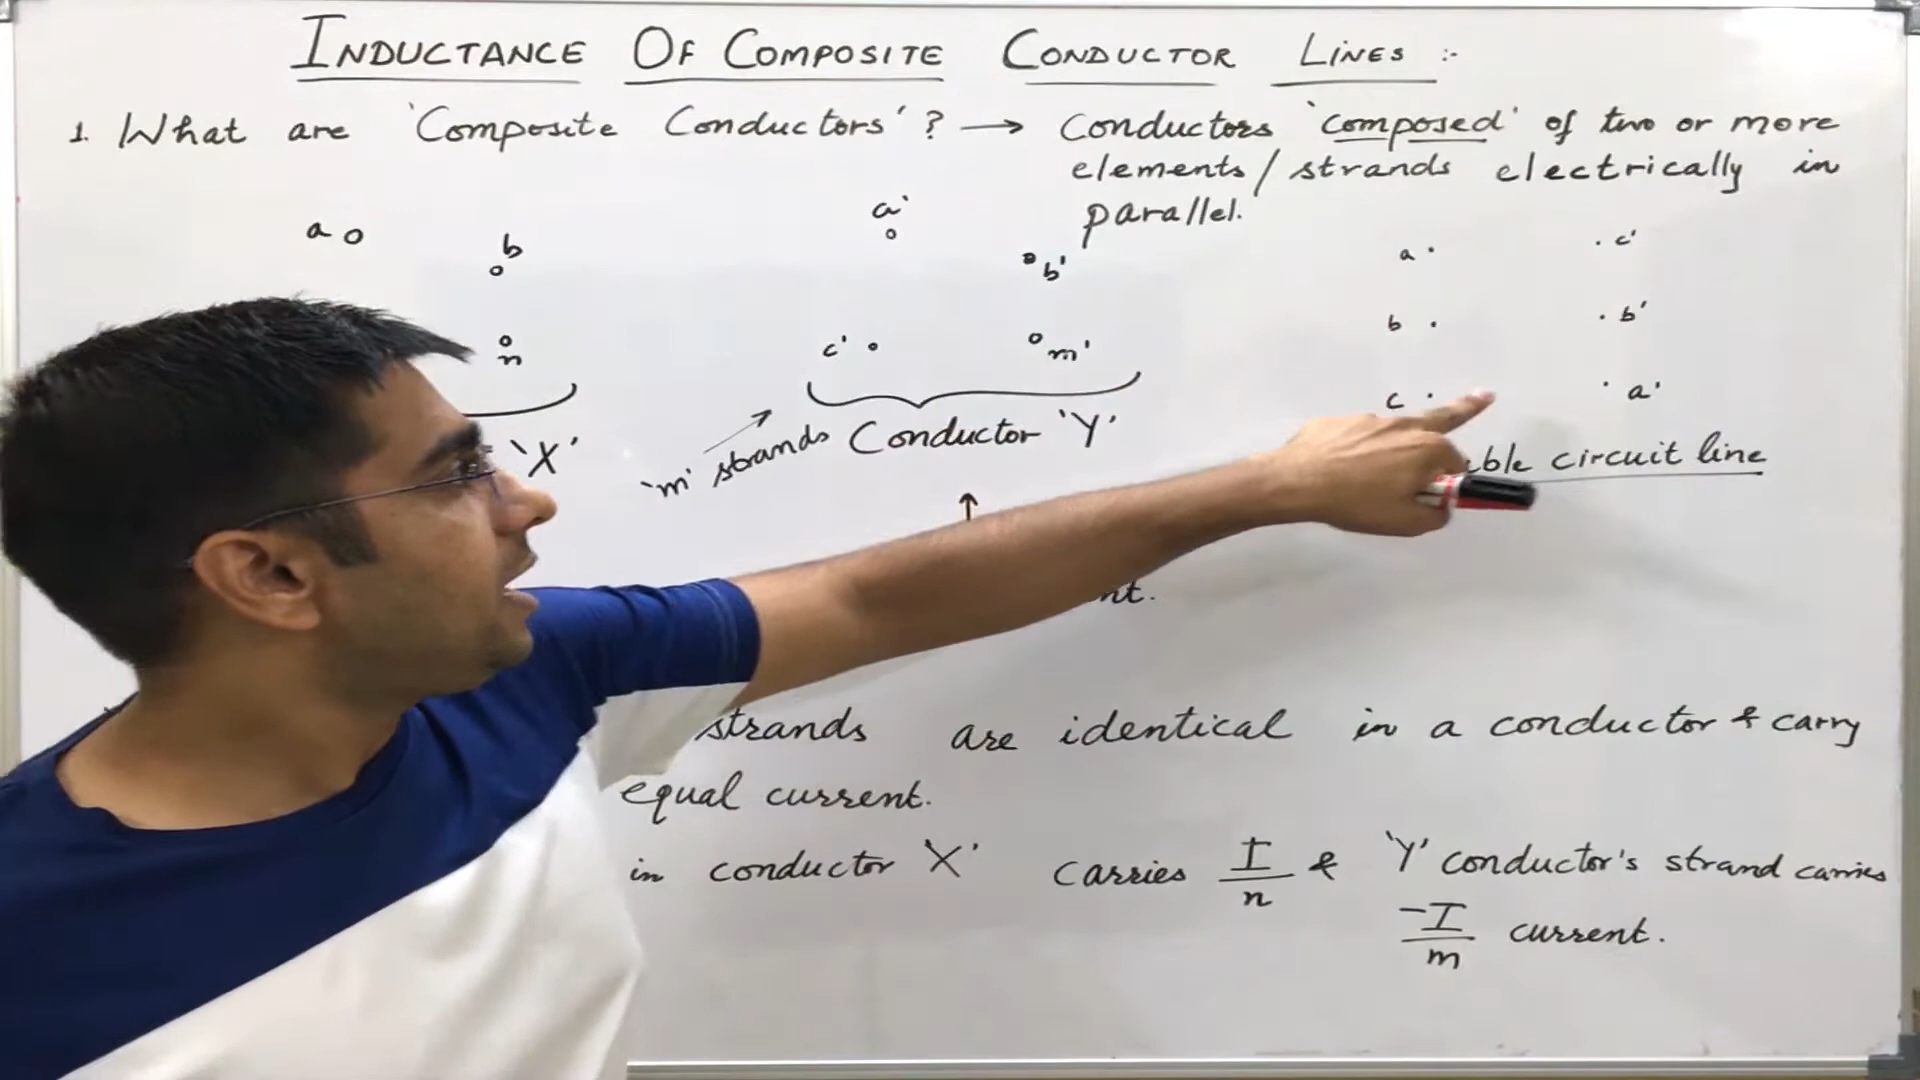 INDUCTANCE OF COMPOSITE CONDUCTOR LINES :-
1. What are 'Composite Conductors' ? → Conductors 'composed' of two or more
elements/strands electrically in
parallel.
a
b
n
'X'
a'
b'
c'
m'
'm' strands
Conductor 'Y'
a
b
c
c'
b'
a'
circuit line
strands are identical in a conductor & carry
equal current.
in conductor 'X' carries I/n & 'Y' conductor's strand carries
-I/m current.